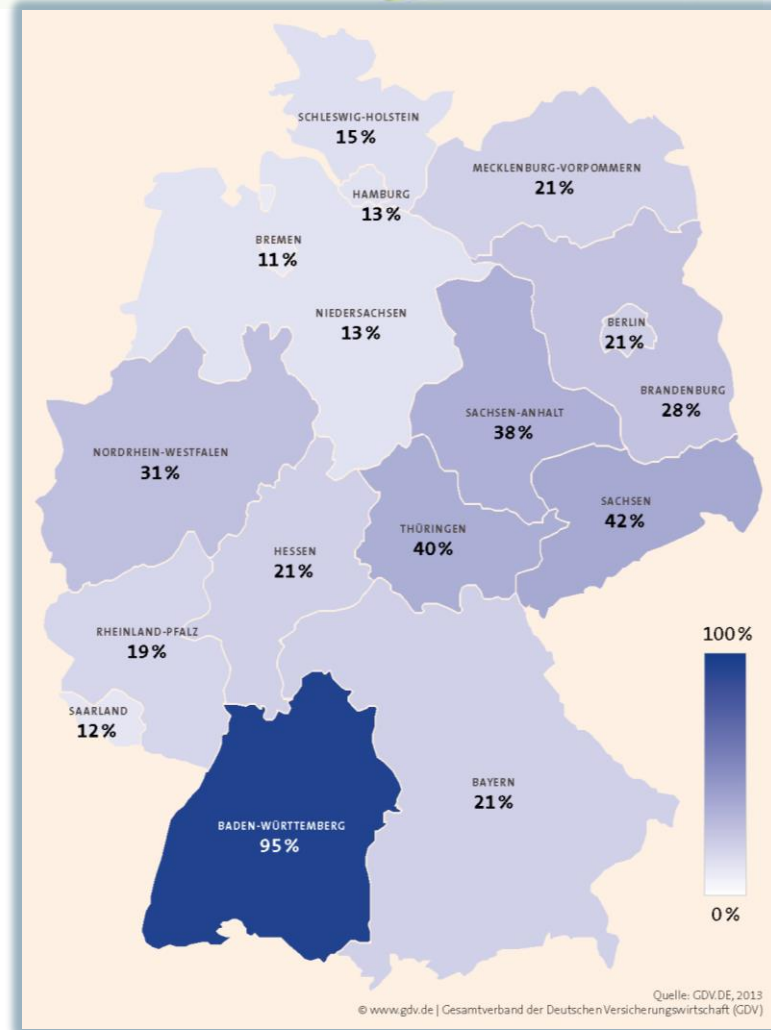 SCHLESWIG-HOLSTEIN
15 %
MECKLENBURG-VORPOMMERN
21 %
HAMBURG
13 %
BREMEN
11 %
NIEDERSACHSEN
13 %
BERLIN
21 %
BRANDENBURG
28 %
SACHSEN-ANHALT
38 %
NORDRHEIN-WESTFALEN
31 %
SACHSEN
42 %
THÜRINGEN
40 %
HESSEN
21 %
RHEINLAND-PFALZ
19 %
SAARLAND
12 %
BAYERN
21 %
BADEN-WÜRTTEMBERG
95 %
100 %
0 %
Quelle: GDV.DE, 2013
© www.gdv.de | Gesamtverband der Deutschen Versicherungswirtschaft (GDV)